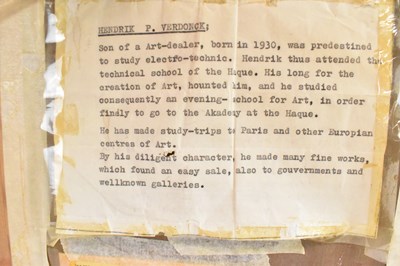 HENDRIK P. VERDONCK:
Son of a Art-dealer, born in 1930, was predestined
to study electro-technic. Hendrik thus attended the
technical school of the Haque. His long for the
creation of Art, hounted him, and he studied
consequently an evening-school for Art, in order
findly to go to the Akademy at the Haque.
He has made study-trips to Paris and other Europian
centres of Art.
By his diligent character, he made many fine works,
which found an easy sale, also to gouvernments and
wellknown galleries.